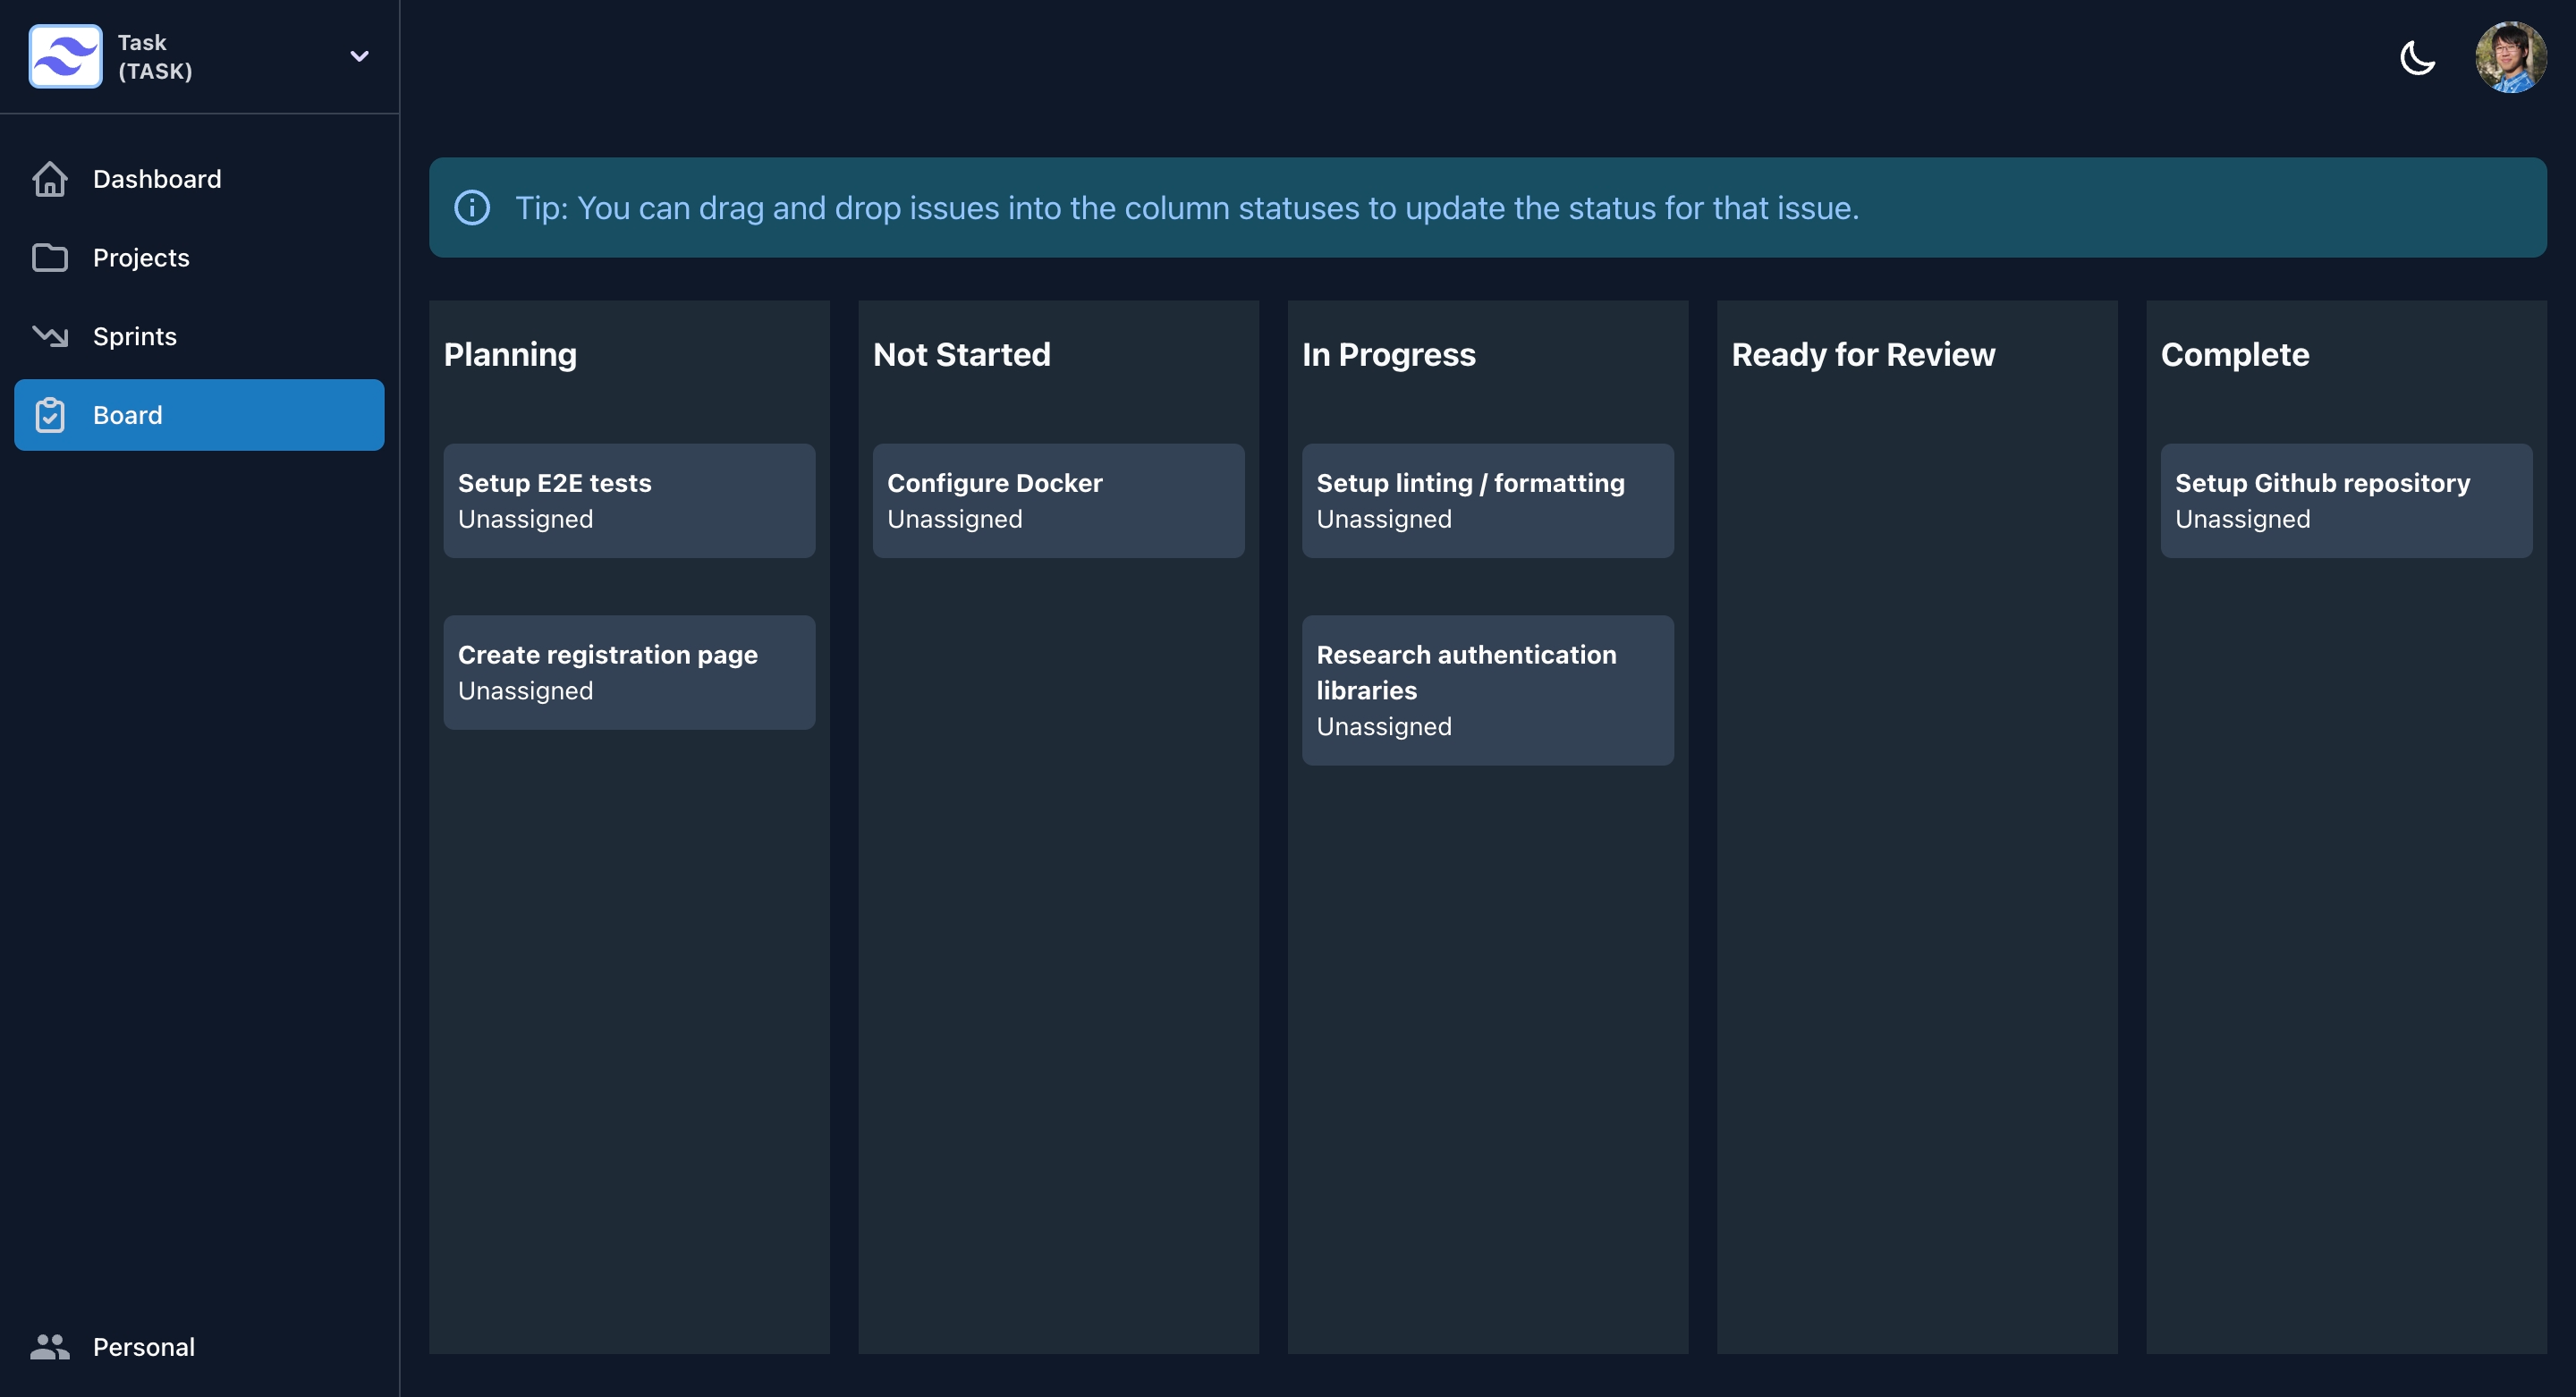 Task
(TASK)
Dashboard
Projects
Sprints
Board
Personal
Tip: You can drag and drop issues into the column statuses to update the status for that issue.
Planning
Setup E2E tests
Unassigned
Create registration page
Unassigned
Not Started
Configure Docker
Unassigned
In Progress
Setup linting / formatting
Unassigned
Research authentication
libraries
Unassigned
Ready for Review
Complete
Setup Github repository
Unassigned